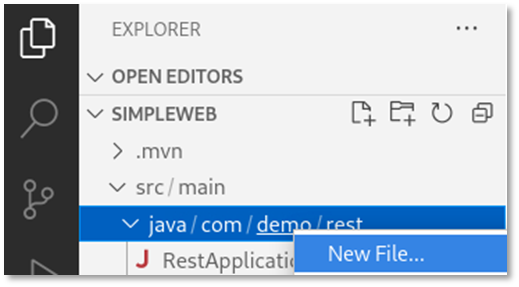 EXPLORER ...
OPEN EDITORS
SIMPLEWEB
.mvn
src/main
java/com/demo/rest
New File...
J RestApplicatio